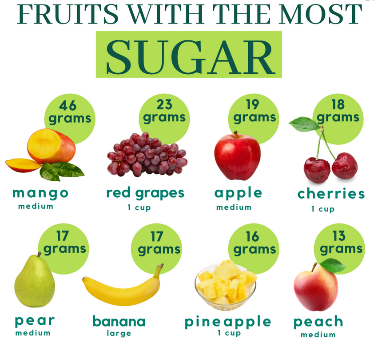 FRUITS WITH THE MOST
SUGAR
46
grams
23
grams
19
grams
18
grams
mango
medium
red grapes
1 cup
apple
medium
cherries
1 cup
17
grams
17
grams
16
grams
13
grams
pear
medium
banana
large
pineapple
1 cup
peach
medium